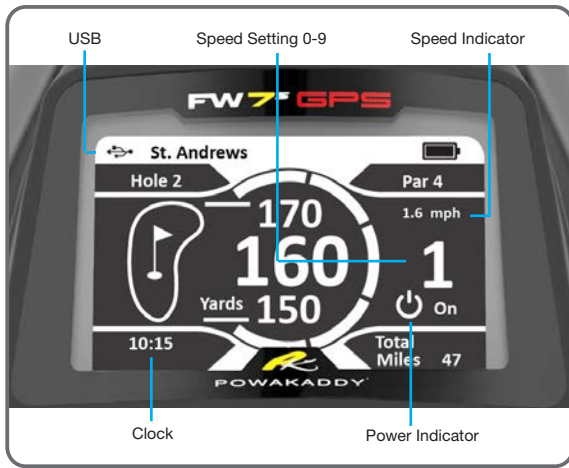 USB Speed Setting 0-9 Speed Indicator
FW7s GPS
St. Andrews
Hole 2 Par 4
170 1.6 mph
160 1
Yards 150 On
10:15 Total
Miles 47
POWAKADDY
Clock Power Indicator